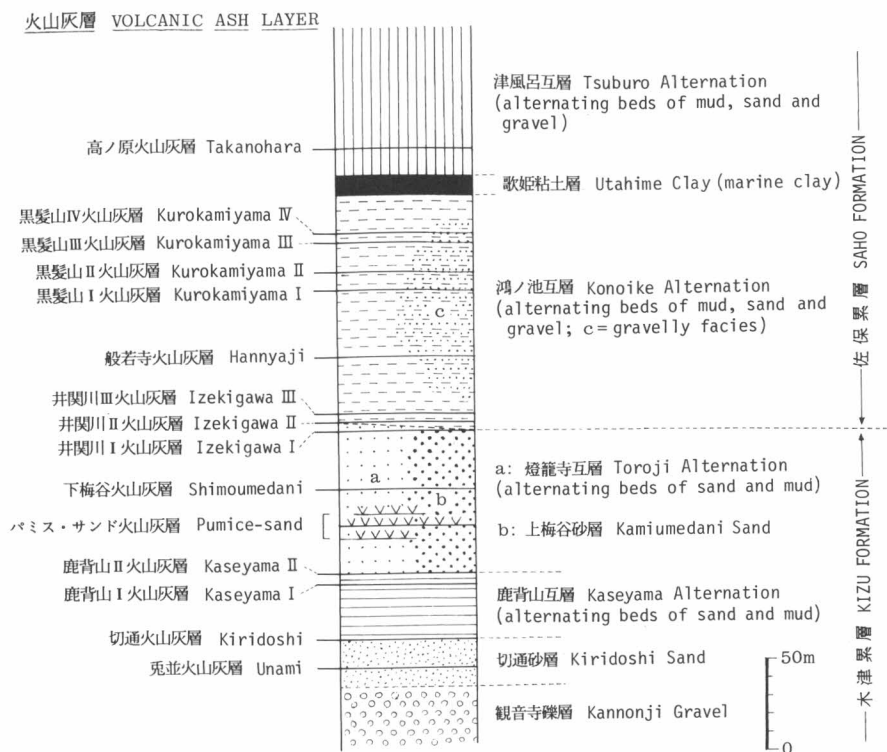 火山灰層 VOLCANIC ASH LAYER
津風呂互層 Tsuburo Alternation
(alternating beds of mud, sand and
gravel)
高ノ原火山灰層 Takanohara
歌姫粘土層 Utahime Clay (marine clay)
黒髪山Ⅳ火山灰層 Kurokamiyama Ⅳ
黒髪山Ⅲ火山灰層 Kurokamiyama Ⅲ
黒髪山Ⅱ火山灰層 Kurokamiyama Ⅱ
黒髪山Ⅰ火山灰層 Kurokamiyama Ⅰ
鴻ノ池互層 Konoike Alternation
(alternating beds of mud, sand and
gravel; c=gravelly facies)
c
般若寺火山灰層 Hannyaji
井関川Ⅲ火山灰層 Izekigawa Ⅲ
井関川Ⅱ火山灰層 Izekigawa Ⅱ
井関川Ⅰ火山灰層 Izekigawa Ⅰ
佐保累層 SAHO FORMATION
a
b
a: 燈籠寺互層 Toroji Alternation
(alternating beds of sand and mud)
下梅谷火山灰層 Shimoumedani
パミス・サンド火山灰層 Pumice-sand
b: 上梅谷砂層 Kamiumedani Sand
鹿背山Ⅱ火山灰層 Kaseyama Ⅱ
鹿背山Ⅰ火山灰層 Kaseyama Ⅰ
鹿背山互層 Kaseyama Alternation
(alternating beds of sand and mud)
切通火山灰層 Kiridoshi
切通砂層 Kiridoshi Sand
兎並火山灰層 Unami
観音寺礫層 Kannonji Gravel
50m
0
木津累層 KIZU FORMATION